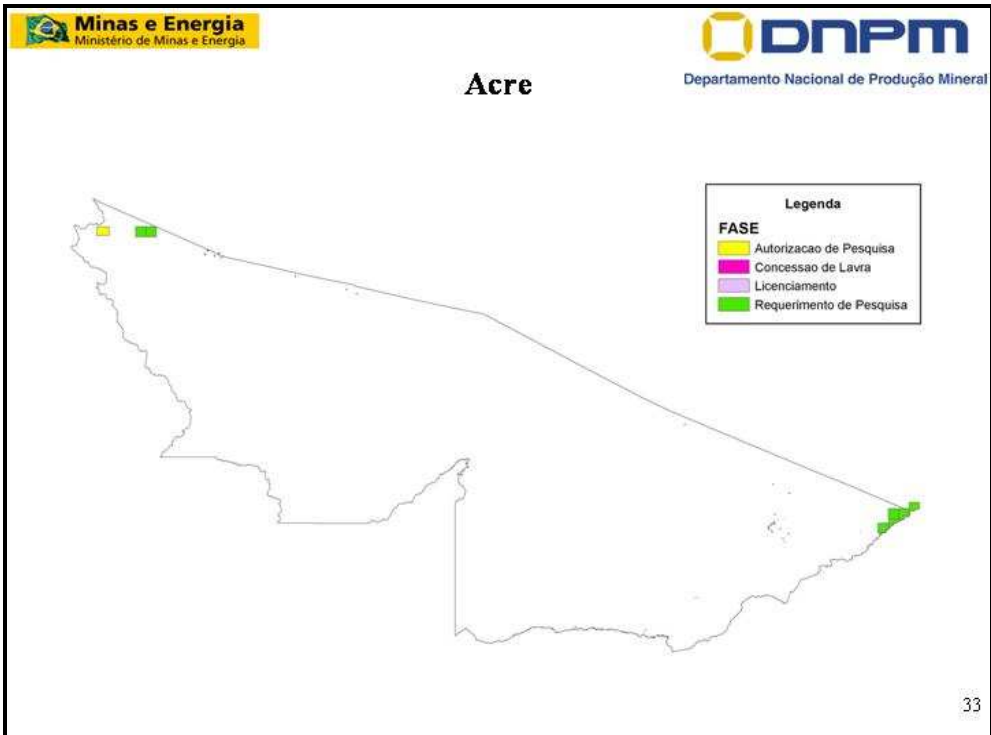 Minas e Energia
Ministério de Minas e Energia
DNPM
Departamento Nacional de Produção Mineral
Acre
Legenda
FASE
Autorizacao de Pesquisa
Concessao de Lavra
Licenciamento
Requerimento de Pesquisa
33